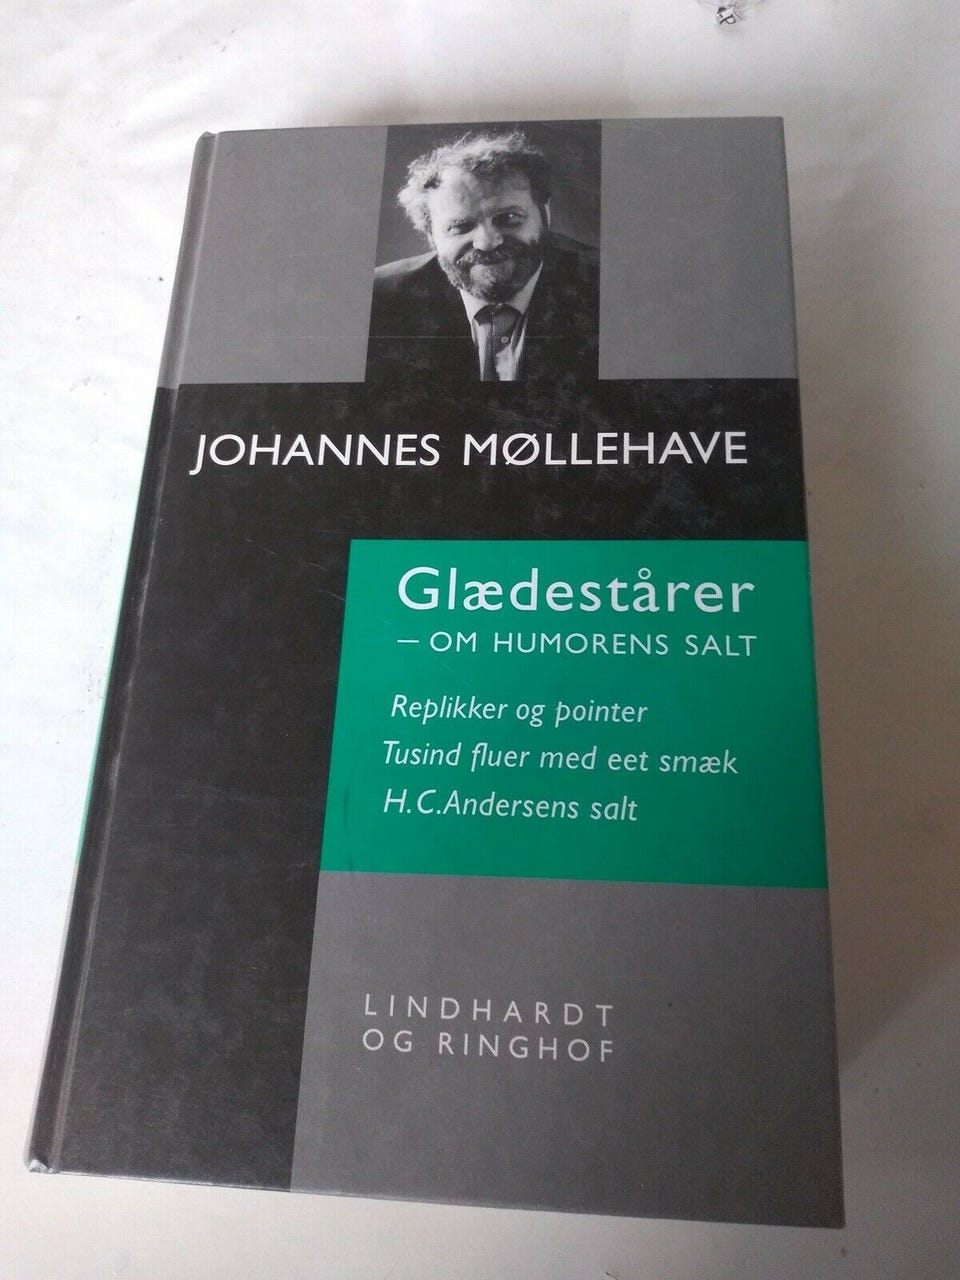 JOHANNES MØLLEHAVE
Glædestårer
– OM HUMORENS SALT
Replikker og pointer
Tusind fluer med eet smæk
H.C.Andersens salt
LINDHARDT
OG RINGHOF